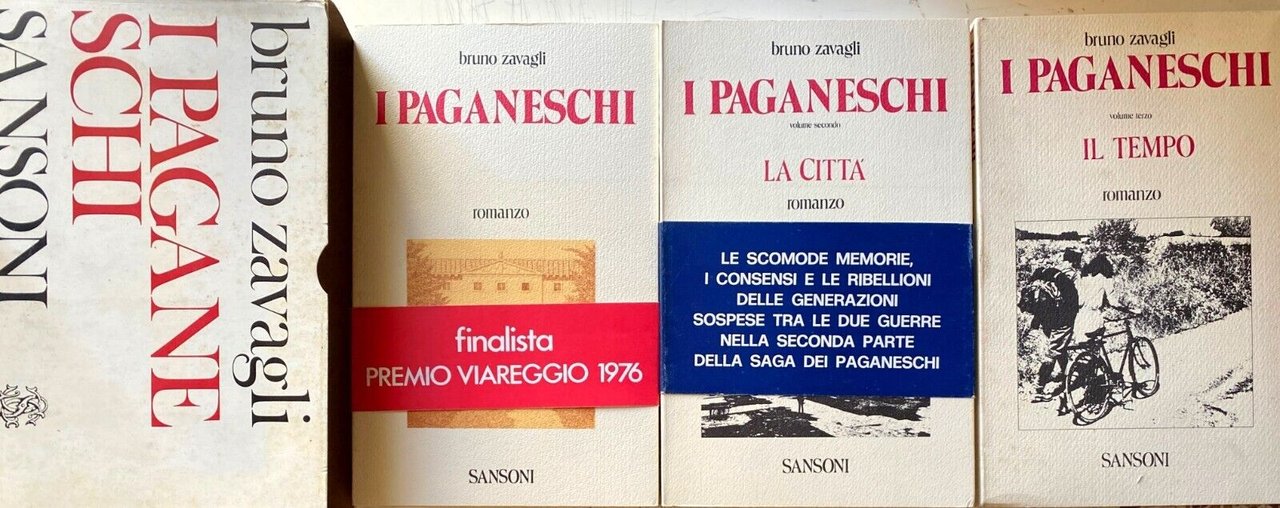 bruno zavagli
I PAGANE
SCHI
SANSONI
bruno zavagli
I PAGANESCHI
romanzo
finalista
PREMIO VIAREGGIO 1976
SANSONI
bruno zavagli
I PAGANESCHI
volume secondo
LA CITTÀ
romanzo
LE SCOMODE MEMORIE,
I CONSENSI E LE RIBELLIONI
DELLE GENERAZIONI
SOSPESE TRA LE DUE GUERRE
NELLA SECONDA PARTE
DELLA SAGA DEI PAGANESCHI
SANSONI
bruno zavagli
I PAGANESCHI
volume terzo
IL TEMPO
romanzo
SANSONI